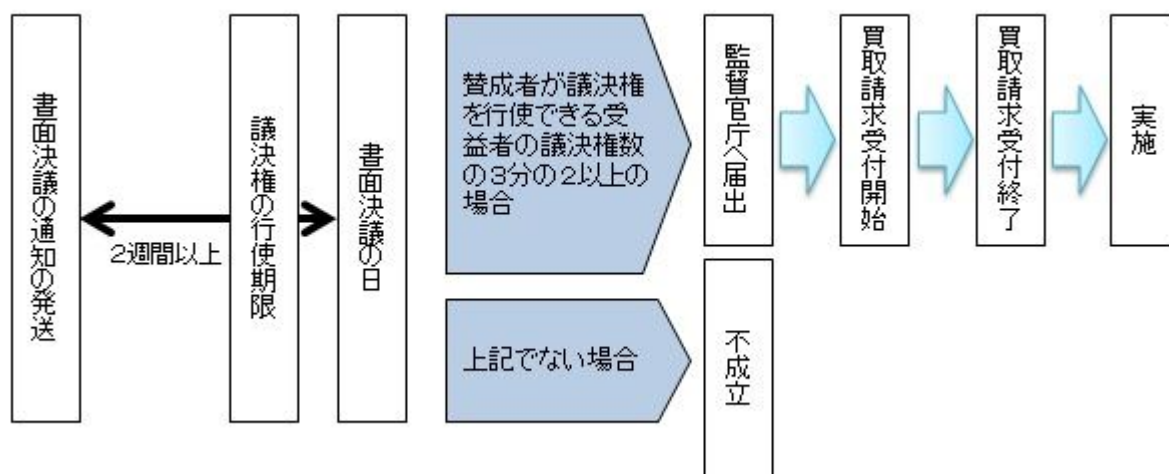 書面決議の通知の発送
2週間以上
議決権の行使期限
書面決議の日
賛成者が議決権
を行使できる受
益者の議決権数
の3分の2以上の
場合
監督官庁へ届出
買取請求受付開始
買取請求受付終了
実施
上記でない場合
不成立